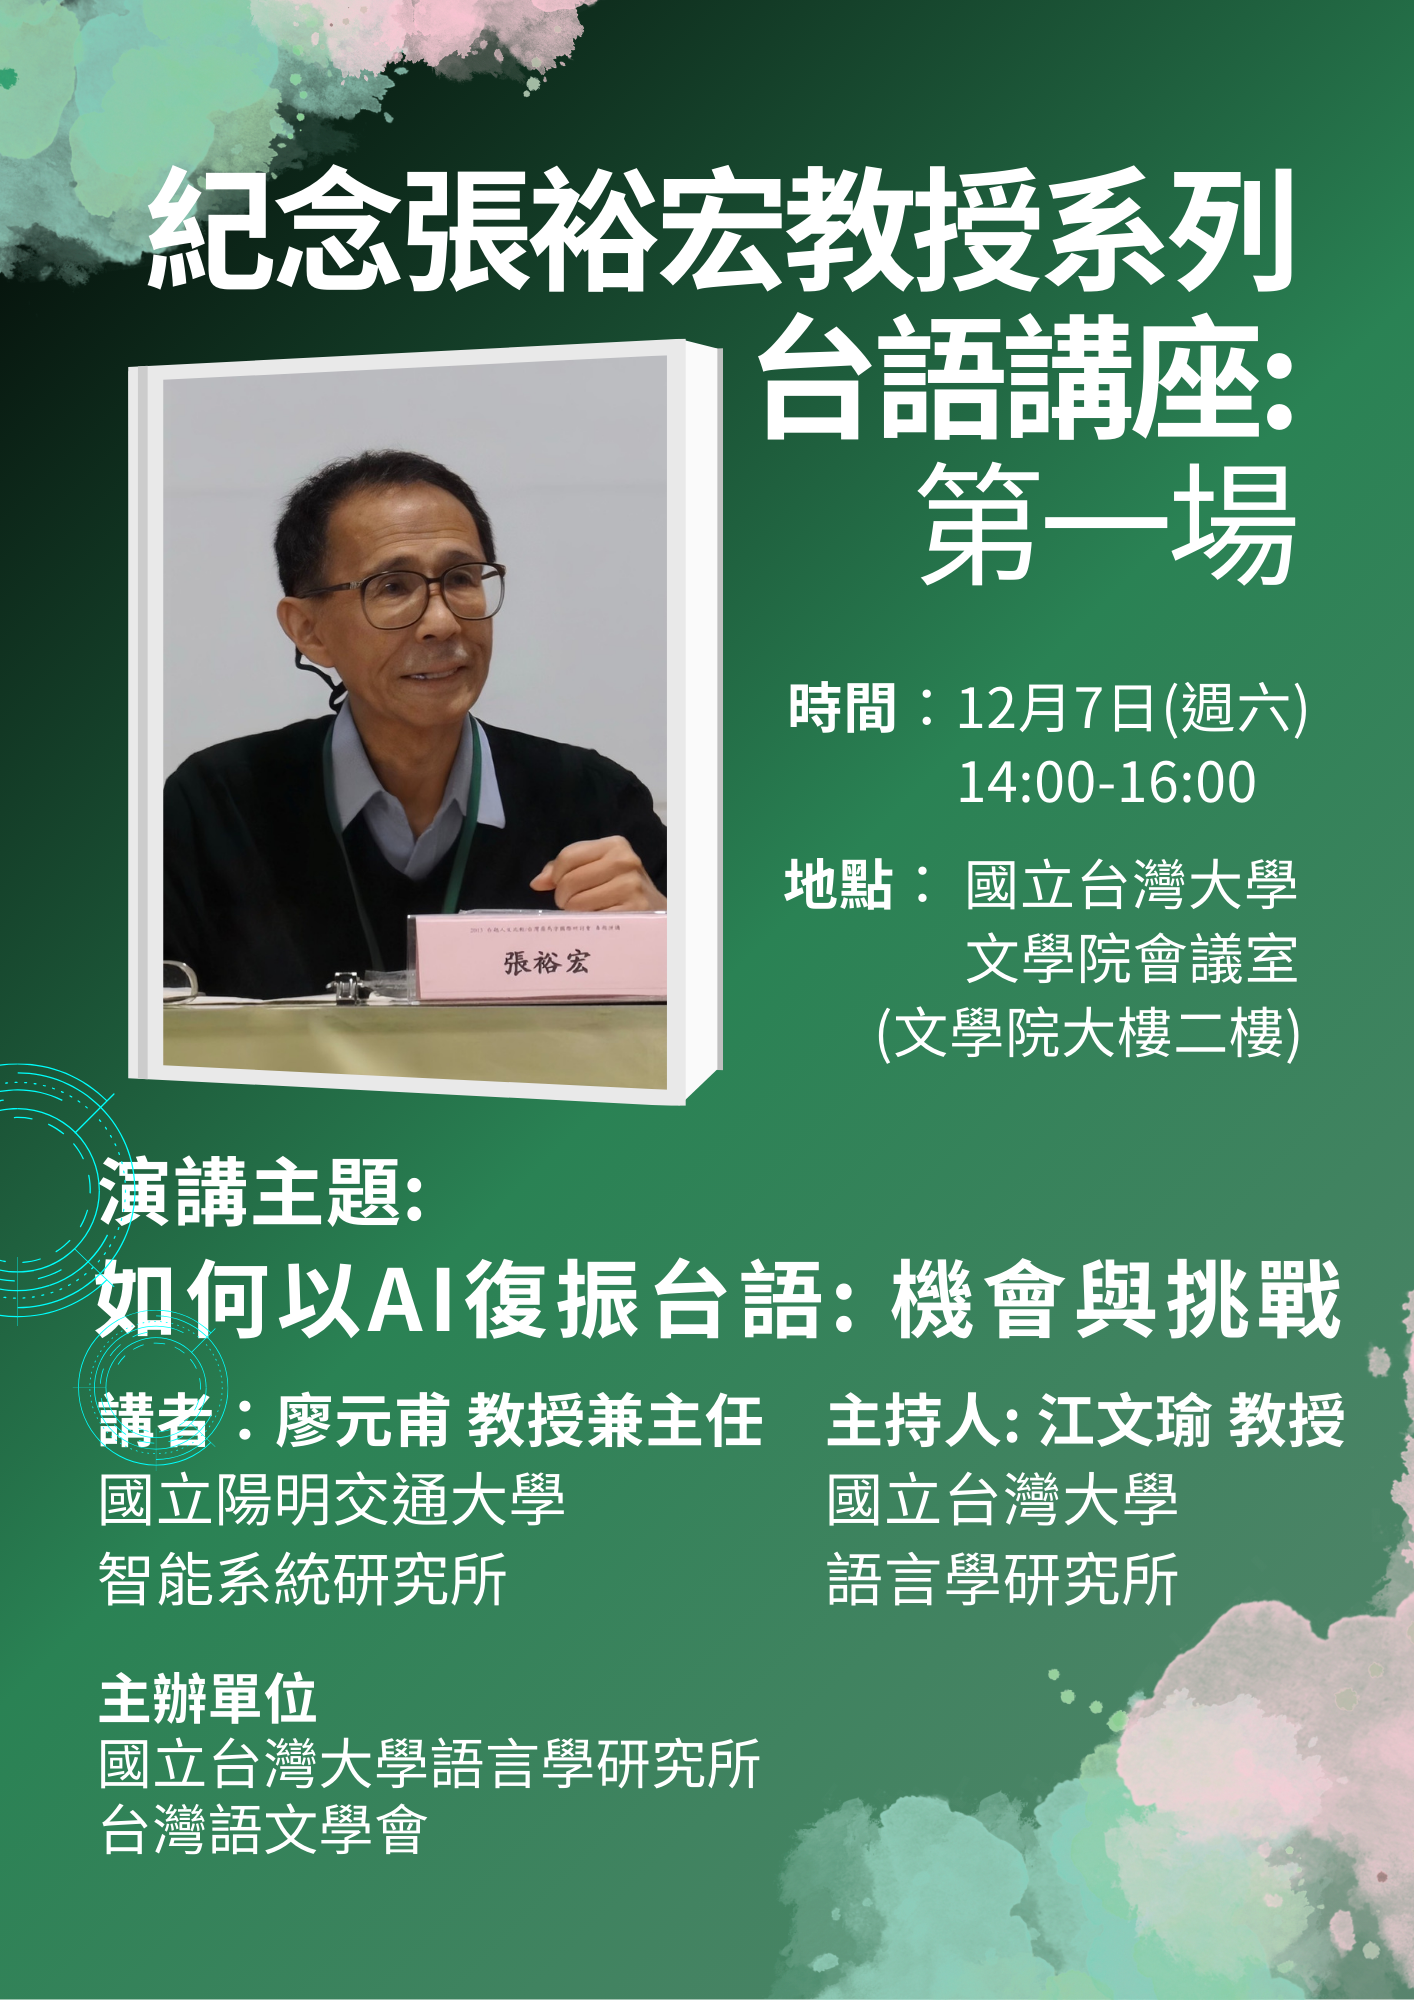 紀念張裕宏教授系列
台語講座:
第一場
時間：12月7日(週六)
14:00-16:00
地點： 國立台灣大學
文學院會議室
(文學院大樓二樓)
張裕宏
演講主題:
如何以AI復振台語: 機會與挑戰
講者：廖元甫 教授兼主任
國立陽明交通大學
智能系統研究所
主持人: 江文瑜 教授
國立台灣大學
語言學研究所
主辦單位
國立台灣大學語言學研究所
台灣語文學會